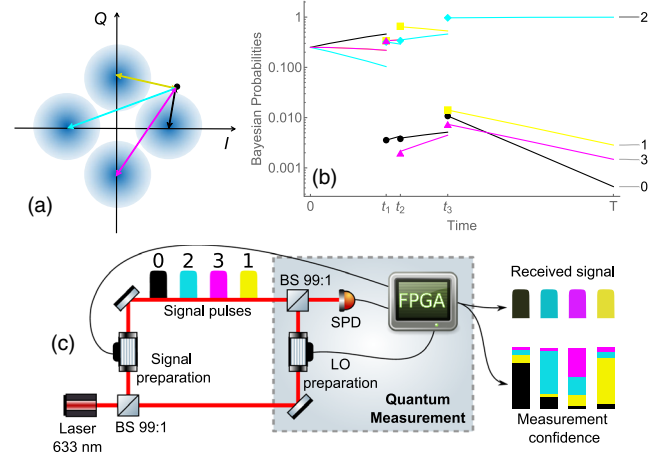 Q
I
(a)
Bayesian Probabilities
1
0.100
0.010
0.001
0
t1
t2
t3
T
Time
2
1
3
0
(b)
0 2 3 1
Signal pulses
BS 99:1
SPD
FPGA
(c)
Signal
preparation
LO
preparation
Laser
633 nm
BS 99:1
Quantum
Measurement
Received signal
Measurement
confidence